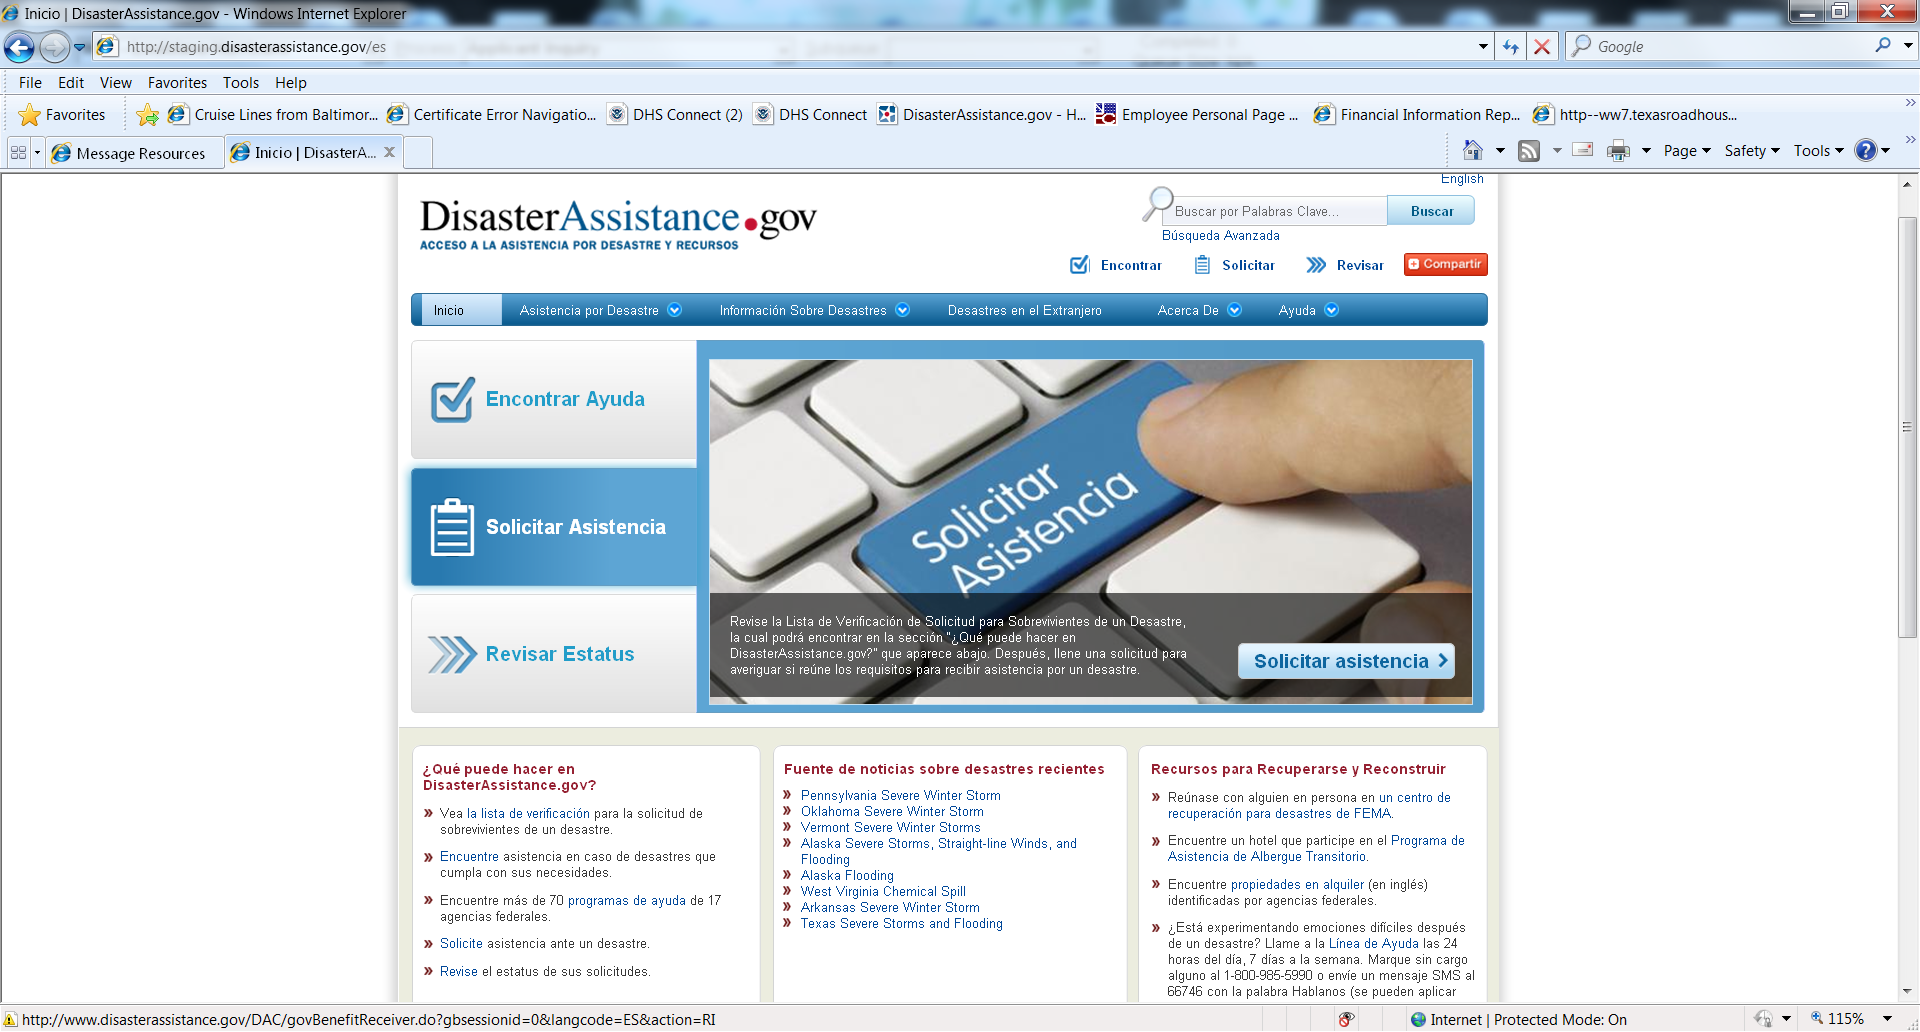 Inicio | DisasterAssistance.gov - Windows Internet Explorer
http://staging.disasterassistance.gov/es
Google
File Edit View Favorites Tools Help
Favorites
Cruise Lines from Baltimor...
Certificate Error Navigatio...
DHS Connect (2)
DHS Connect
DisasterAssistance.gov - H...
Employee Personal Page ...
Financial Information Rep...
http--ww7.texasroadhous...
Message Resources
Inicio | DisasterA...
Page Safety Tools
English
DisasterAssistance.gov
ACCESO A LA ASISTENCIA POR DESASTRE Y RECURSOS
Buscar por Palabras Clave...
Buscar
Búsqueda Avanzada
Encontrar Solicitar Revisar Compartir
Inicio Asistencia por Desastre Información Sobre Desastres Desastres en el Extranjero Acerca De Ayuda
Encontrar Ayuda
Solicitar Asistencia
Revisar Estatus
Solicitar
Asistencia
Revise la Lista de Verificación de Solicitud para Sobrevivientes de un Desastre,
la cual podrá encontrar en la sección "¿Qué puede hacer en
DisasterAssistance.gov?" que aparece abajo. Después, llene una solicitud para
averiguar si reúne los requisitos para recibir asistencia por un desastre.
Solicitar asistencia
¿Qué puede hacer en
DisasterAssistance.gov?
Vea la lista de verificación para la solicitud de
sobrevivientes de un desastre.
Encuentre asistencia en caso de desastres que
cumpla con sus necesidades.
Encuentre más de 70 programas de ayuda de 17
agencias federales.
Solicite asistencia ante un desastre.
Revise el estatus de sus solicitudes.
Fuente de noticias sobre desastres recientes
Pennsylvania Severe Winter Storm
Oklahoma Severe Winter Storm
Vermont Severe Winter Storms
Alaska Severe Storms, Straight-line Winds, and
Flooding
Alaska Flooding
West Virginia Chemical Spill
Arkansas Severe Winter Storm
Texas Severe Storms and Flooding
Recursos para Recuperarse y Reconstruir
Reúnase con alguien en persona en un centro de
recuperación para desastres de FEMA.
Encuentre un hotel que participe en el Programa de
Asistencia de Albergue Transitorio.
Encuentre propiedades en alquiler (en inglés)
identificadas por agencias federales.
¿Está experimentando emociones difíciles después
de un desastre? Llame a la Línea de Ayuda las 24
horas del día, 7 días a la semana. Marque sin cargo
alguno al 1-800-985-5990 o envíe un mensaje SMS al
66746 con la palabra Hablanos (se pueden aplicar
http://www.disasterassistance.gov/DAC/govBenefitReceiver.do?gbsessionid=0&langcode=ES&action=RI
Internet | Protected Mode: On
115%